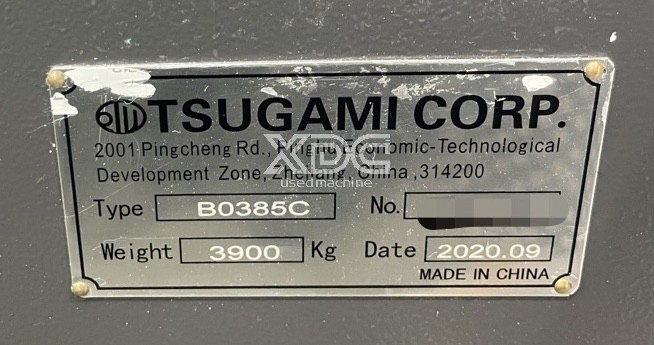 TSUGAMI CORP.
2001 Pingcheng Rd., Pinghu Economic-Technological
Development Zone, Zhejiang, China ,314200
XDC
used machine
Type B0385C No.
Weight 3900 Kg Date 2020.09
MADE IN CHINA